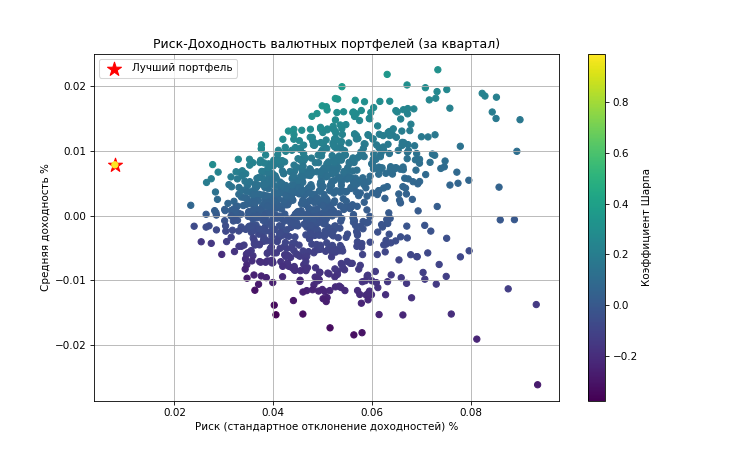 Риск-Доходность валютных портфелей (за квартал)
Лучший портфель
Средняя доходность %
0.02
0.01
0.00
−0.01
−0.02
0.02 0.04 0.06 0.08
Риск (стандартное отклонение доходностей) %
0.8
0.6
0.4
0.2
0.0
−0.2
Коэффициент Шарпа